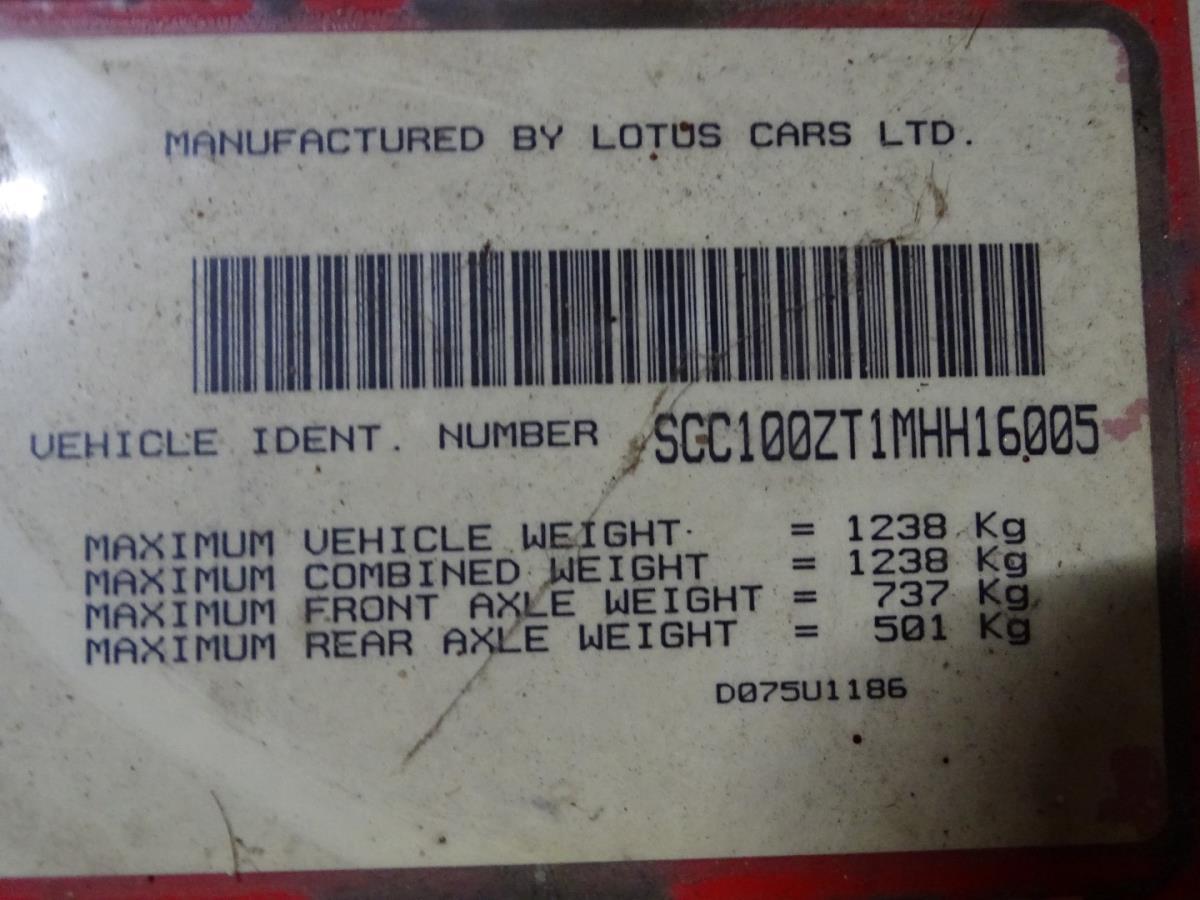 MANUFACTURED BY LOTUS CARS LTD.
VEHICLE IDENT. NUMBER SCC100ZT1MHH16005
MAXIMUM VEHICLE WEIGHT = 1238 Kg
MAXIMUM COMBINED WEIGHT = 1238 Kg
MAXIMUM FRONT AXLE WEIGHT = 737 Kg
MAXIMUM REAR AXLE WEIGHT = 501 Kg
D075U1186